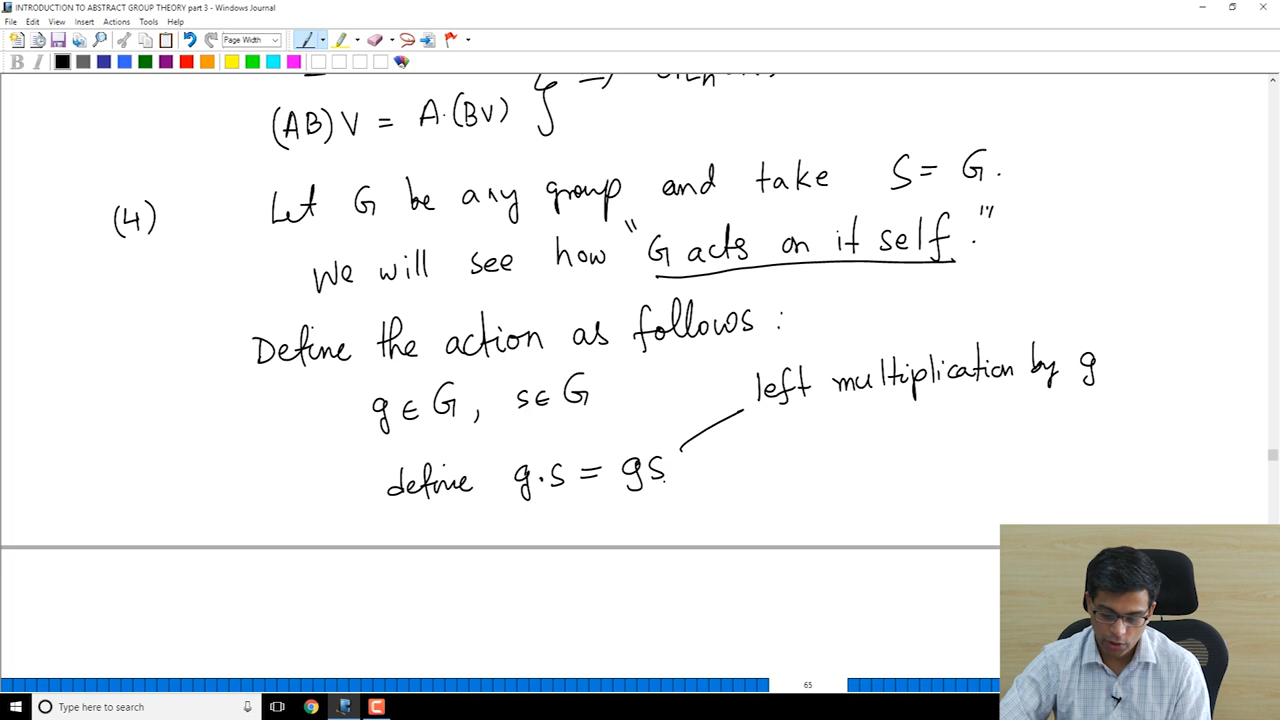 INTRODUCTION TO ABSTRACT GROUP THEORY part 3 - Windows Journal
File Edit View Insert Actions Tools Help
Page Width
B I
(AB)V = A·(BV)
(4) Let G be any group and take S = G.
We will see how "G acts on it self."
Define the action as follows:
g ∈ G, s ∈ G
left multiplication by g
define g·s = gs
65
Type here to search